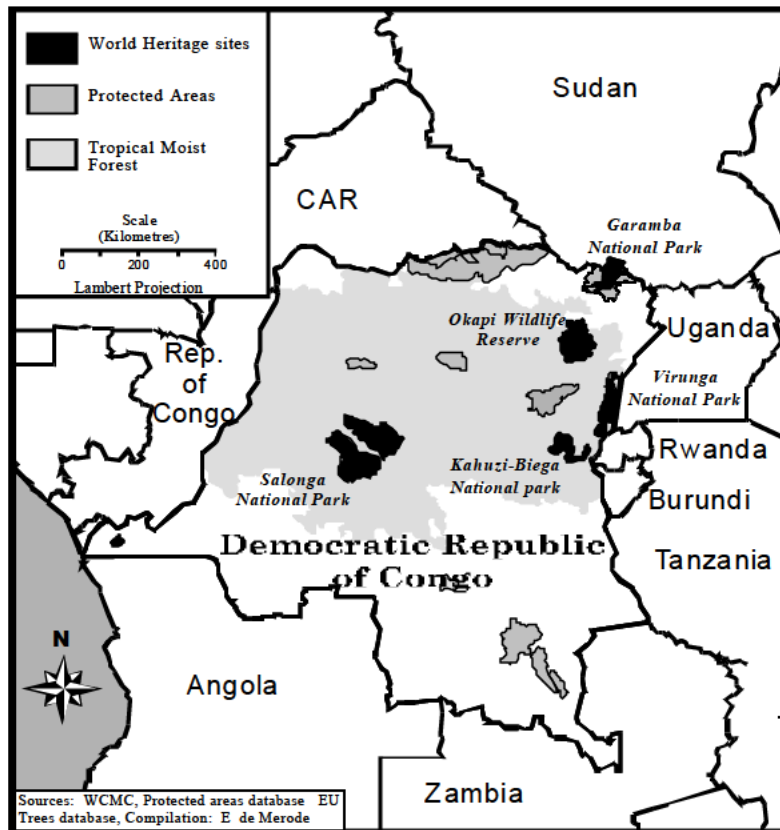 World Heritage sites
Protected Areas
Tropical Moist
Forest
Scale
(Kilometres)
0 200 400
Lambert Projection
Sudan
CAR
Garamba
National Park
Okapi Wildlife
Reserve
Uganda
Rep.
of
Congo
Virunga
National Park
Rwanda
Kahuzi-Biega
National park
Salonga
National Park
Burundi
Democratic Republic
of Congo
Tanzania
N
Angola
Zambia
Sources: WCMC, Protected areas database EU
Trees database, Compilation: E de Merode